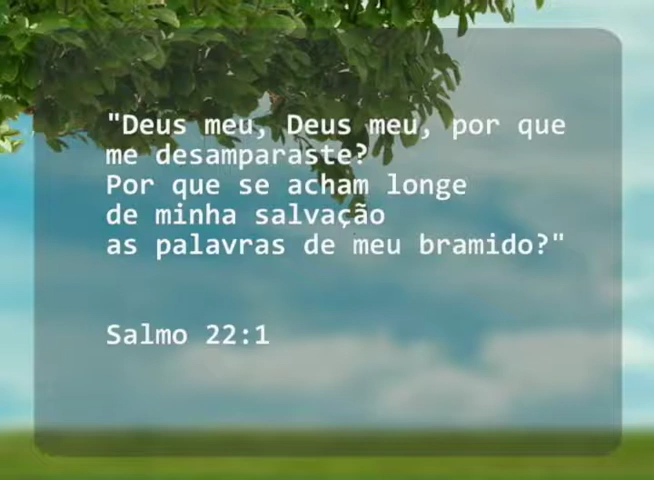 "Deus meu, Deus meu, por que
me desamparaste?
Por que se acham longe
de minha salvação
as palavras de meu bramido?"
Salmo 22:1